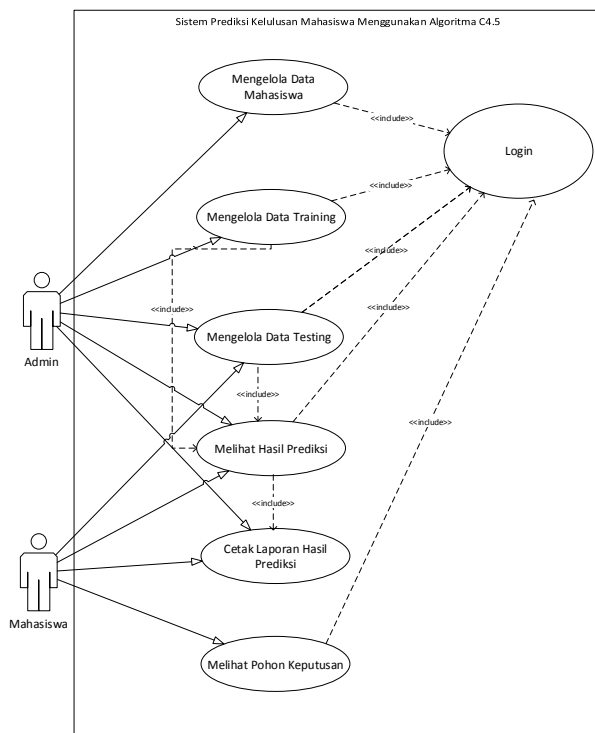 Sistem Prediksi Kelulusan Mahasiswa Menggunakan Algoritma C4.5
Mengelola Data
Mahasiswa
<<include>>
Login
<<include>>
Mengelola Data Training
<<include>>
<<include>>
Admin
Mengelola Data Testing
<<include>>
<<include>>
<<include>>
Melihat Hasil Prediksi
<<include>>
Cetak Laporan Hasil
Prediksi
Mahasiswa
Melihat Pohon Keputusan